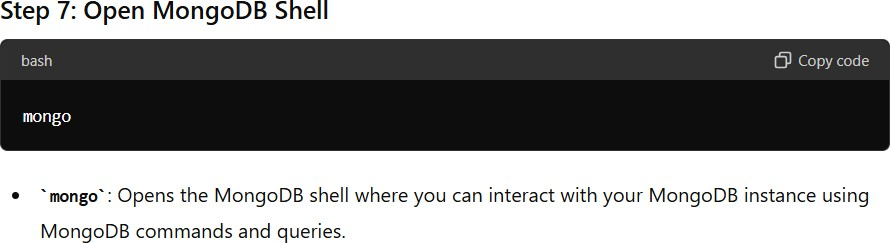 Step 7: Open MongoDB Shell
bash
Copy code
mongo
• `mongo`: Opens the MongoDB shell where you can interact with your MongoDB instance using
MongoDB commands and queries.